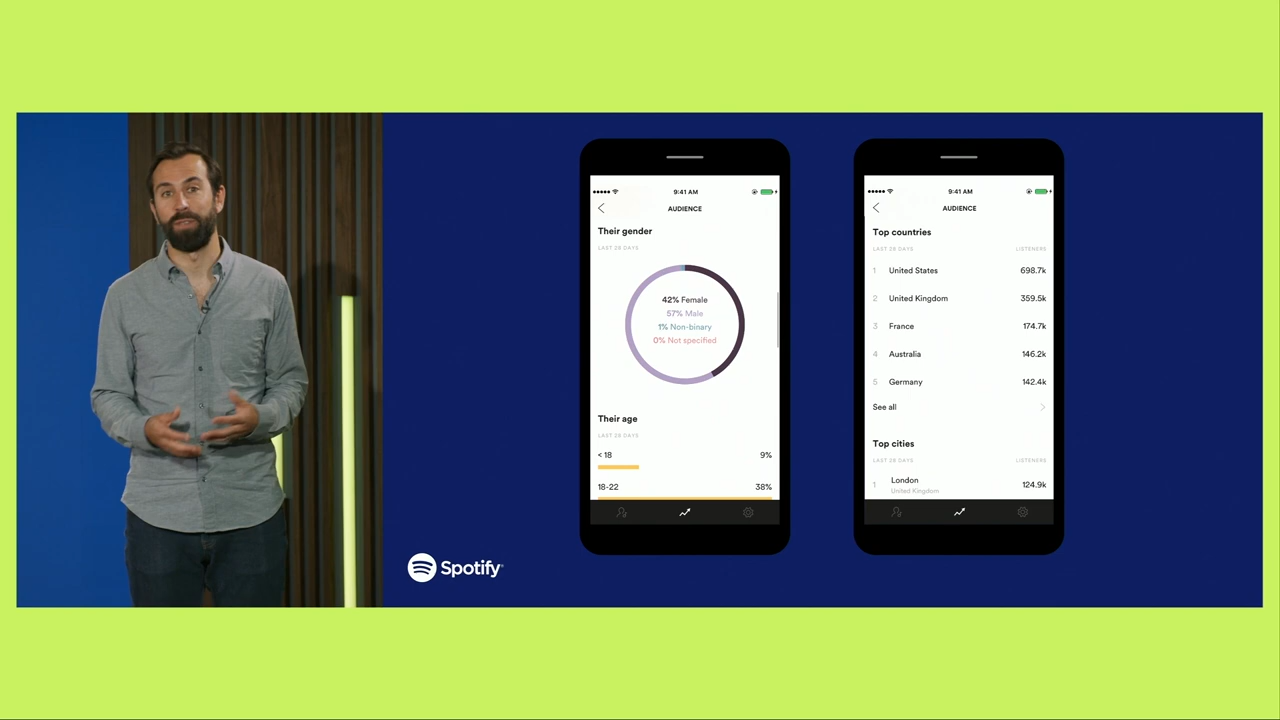 9:41 AM
AUDIENCE
Their gender
LAST 28 DAYS
42% Female
57% Male
1% Non-binary
0% Not specified
Their age
LAST 28 DAYS
< 18
9%
18-22
38%
9:41 AM
AUDIENCE
Top countries
LAST 28 DAYS
LISTENERS
1 United States 698.7k
2 United Kingdom 359.5k
3 France 174.7k
4 Australia 146.2k
5 Germany 142.4k
See all
Top cities
LAST 28 DAYS
LISTENERS
1 London 124.9k
United Kingdom
Spotify